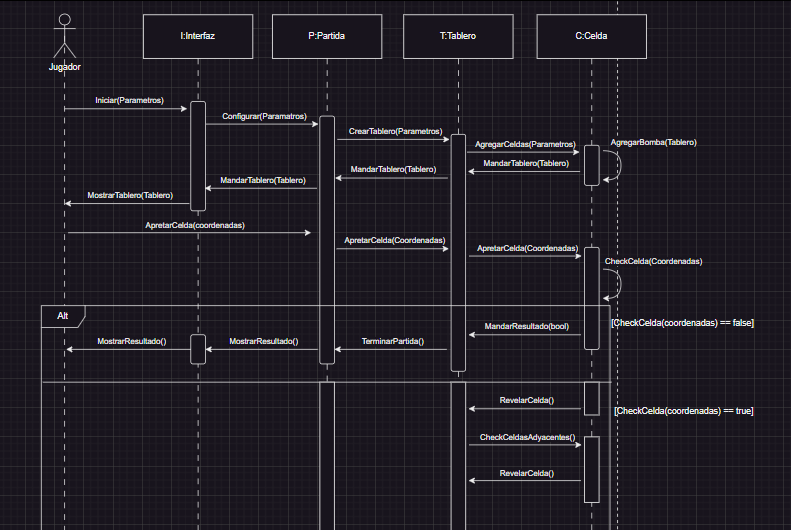 I:Interfaz
P:Partida
T:Tablero
C:Celda
Jugador
Iniciar(Parametros)
Configurar(Paramatros)
CrearTablero(Parametros)
AgregarCeldas(Parametros)
AgregarBomba(Tablero)
MandarTablero(Tablero)
MandarTablero(Tablero)
MandarTablero(Tablero)
MostrarTablero(Tablero)
ApretarCelda(coordenadas)
ApretarCelda(Coordenadas)
ApretarCelda(Coordenadas)
CheckCelda(Coordenadas)
Alt
[CheckCelda(coordenadas) == false]
MandarResultado(bool)
TerminarPartida()
MostrarResultado()
MostrarResultado()
RevelarCelda()
[CheckCelda(coordenadas) == true]
CheckCeldasAdyacentes()
RevelarCelda()